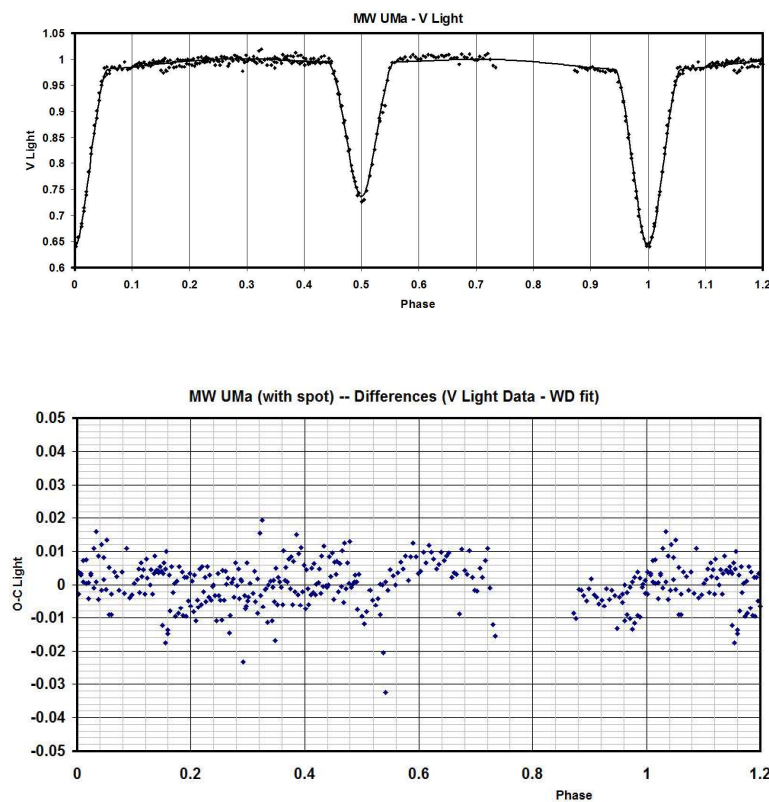 MW UMa - V Light
1.05
1
0.95
0.9
0.85
0.8
0.75
0.7
0.65
0.6
V Light
0 0.1 0.2 0.3 0.4 0.5 0.6 0.7 0.8 0.9 1 1.1 1.2
Phase
MW UMa (with spot) -- Differences (V Light Data - WD fit)
0.05
0.04
0.03
0.02
0.01
0
-0.01
-0.02
-0.03
-0.04
-0.05
O-C Light
0 0.2 0.4 0.6 0.8 1 1.2
Phase